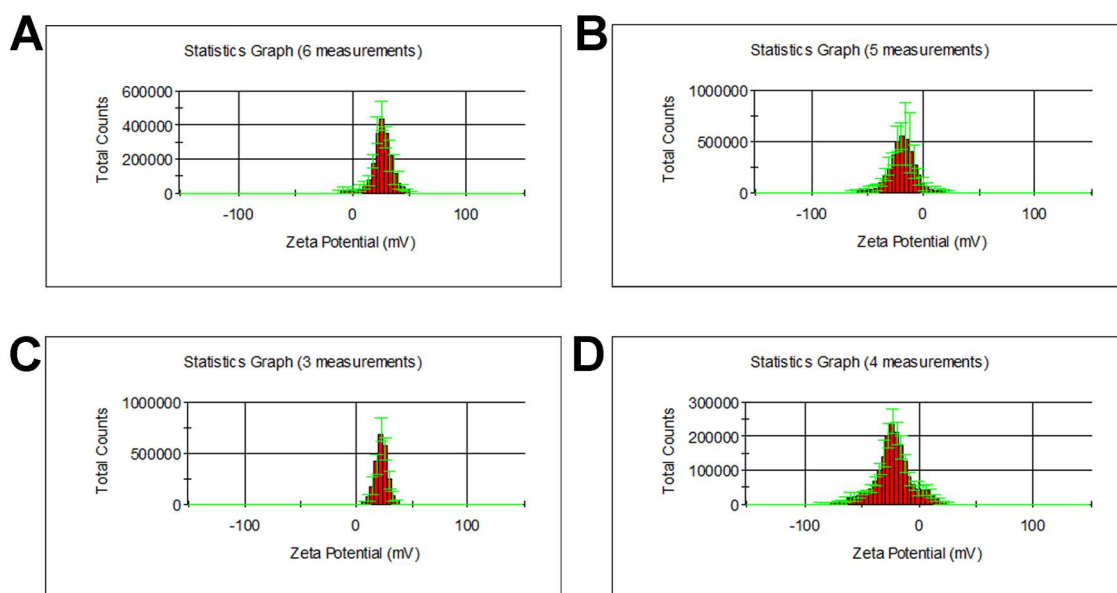 A
Statistics Graph (6 measurements)
Total Counts
600000
400000
200000
0
-100
0
100
Zeta Potential (mV)
B
Statistics Graph (5 measurements)
Total Counts
1000000
500000
0
-100
0
100
Zeta Potential (mV)
C
Statistics Graph (3 measurements)
Total Counts
1000000
500000
0
-100
0
100
Zeta Potential (mV)
D
Statistics Graph (4 measurements)
Total Counts
300000
200000
100000
0
-100
0
100
Zeta Potential (mV)